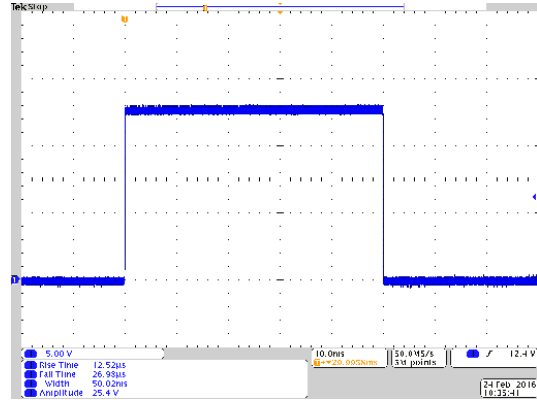 Tek Stop
5.00 V
Rise Time 12.52µs
Fall Time 26.98µs
Width 50.02ms
Amplitude 25.4 V
10.0ms
50.0MS/s
5M points
12.4 V
24 Feb 2016
10:35:41